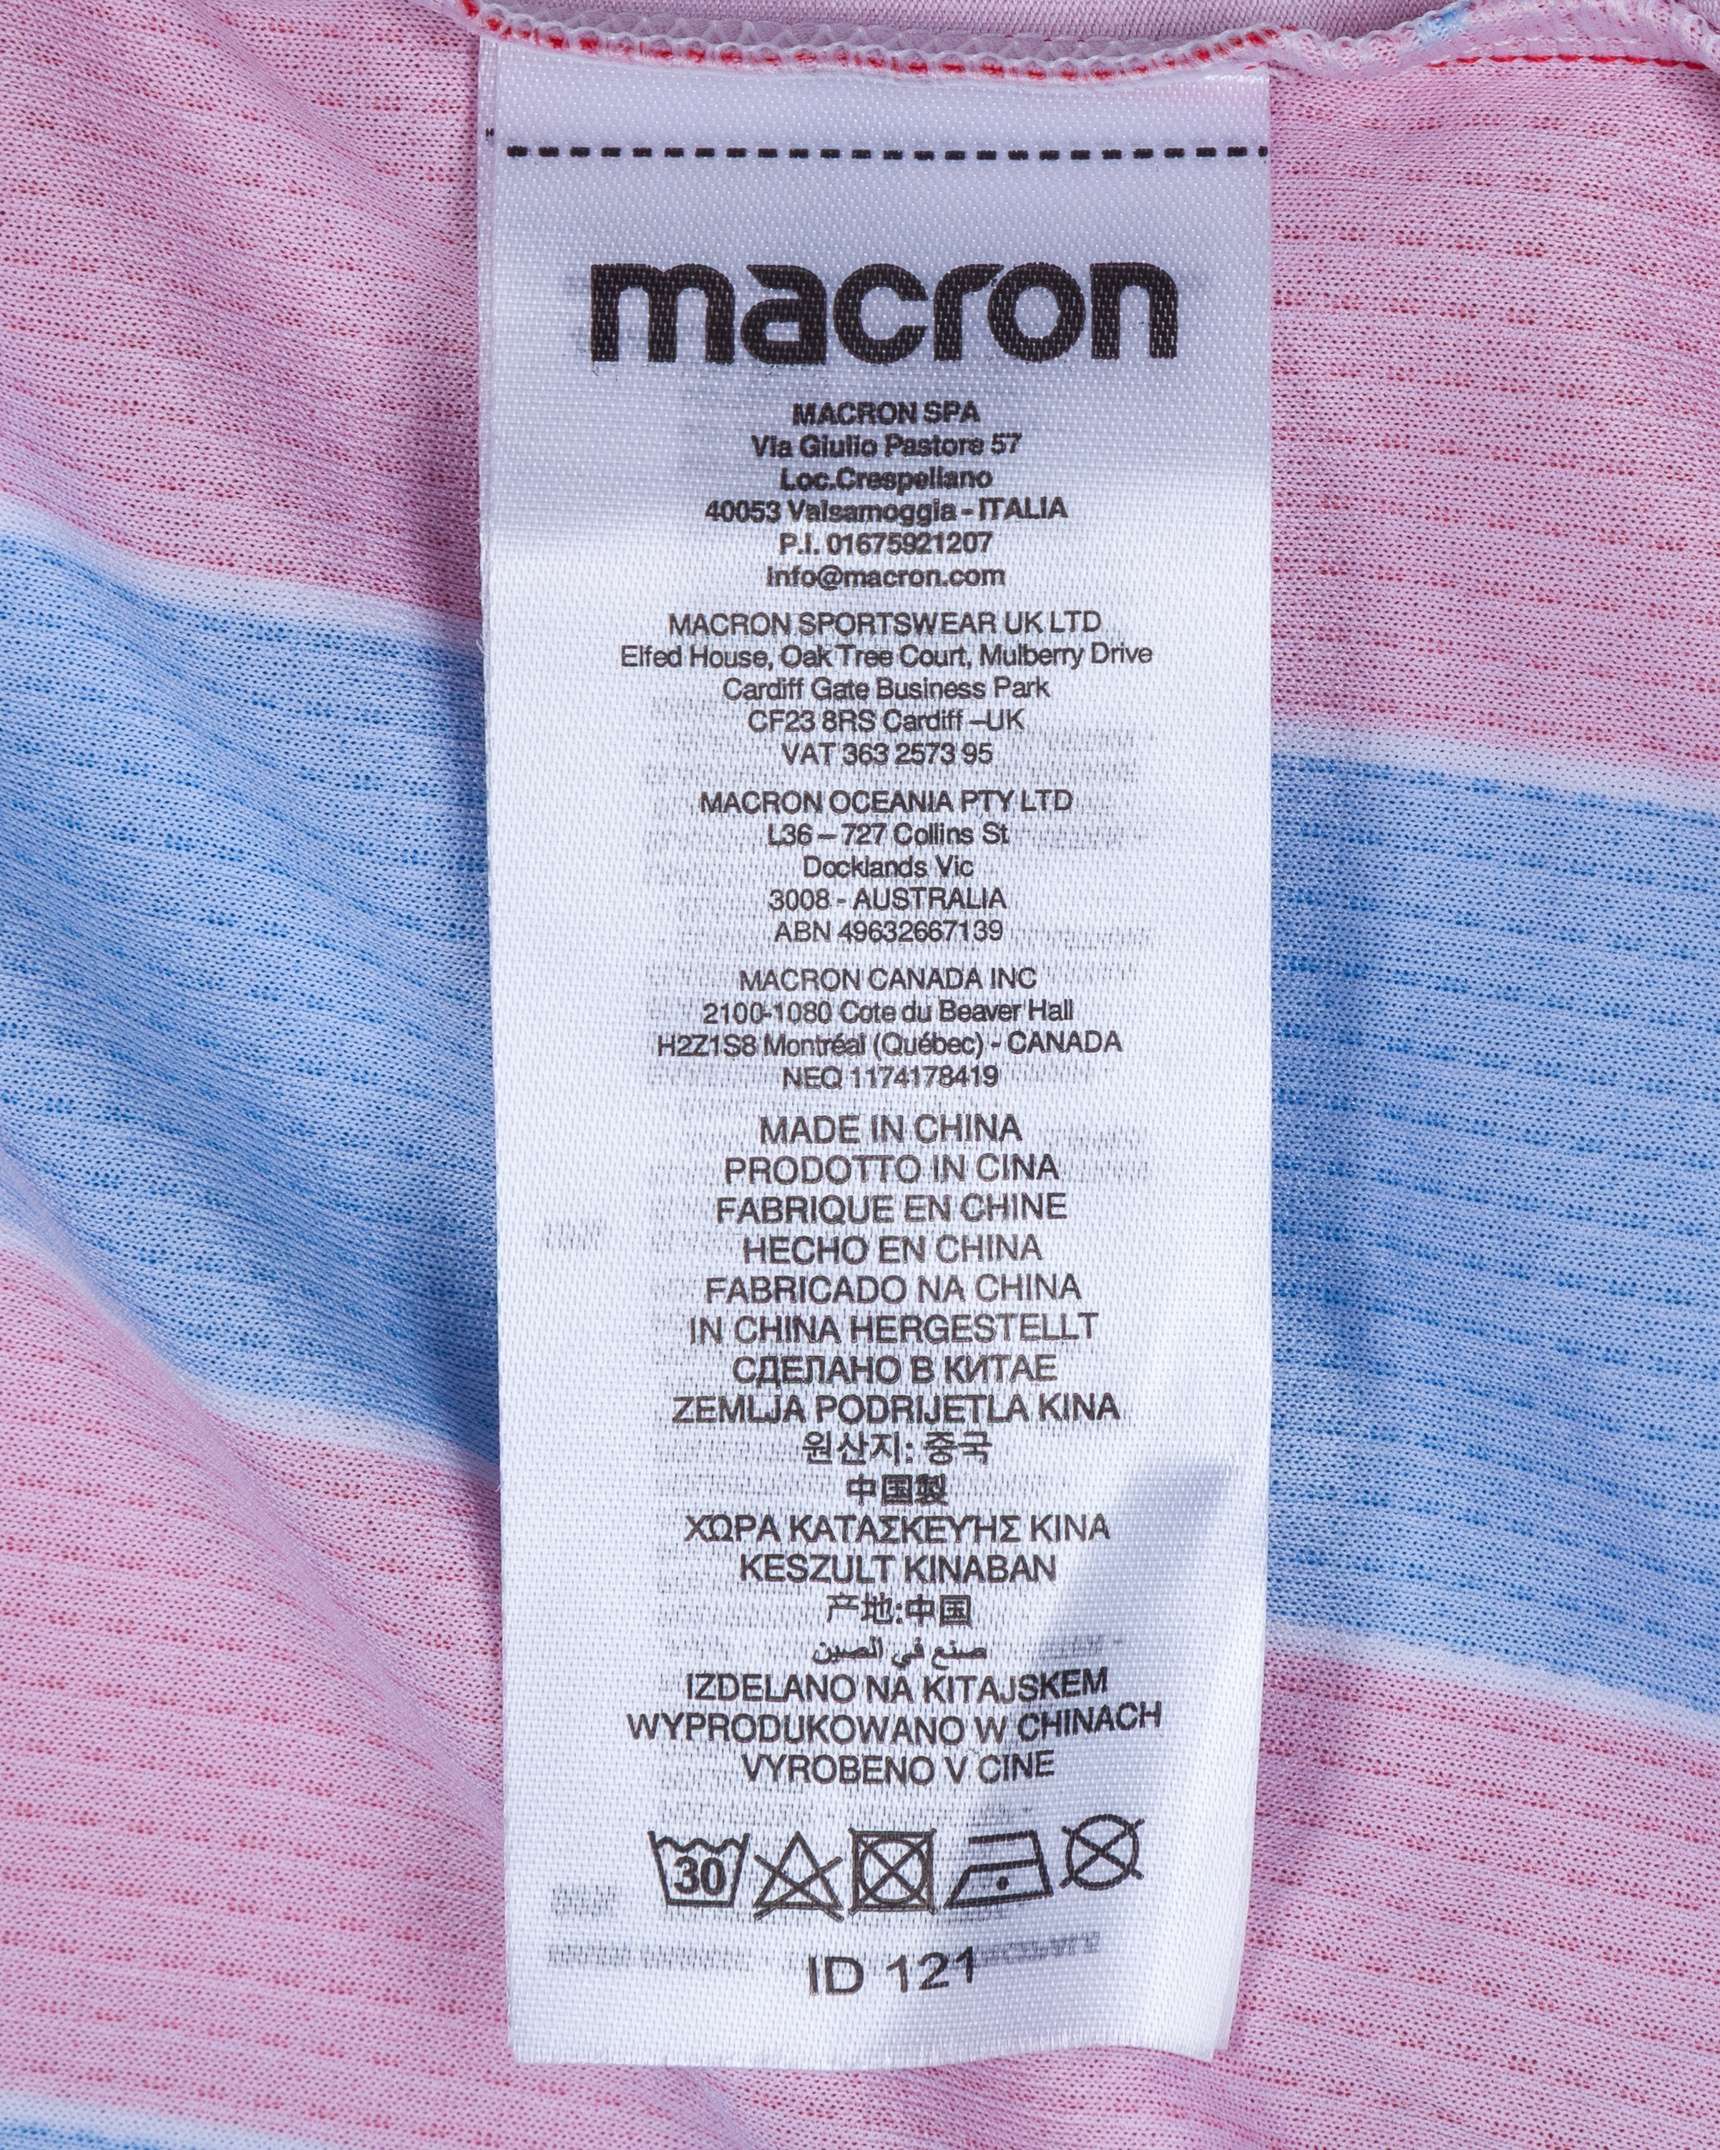 macron
MACRON SPA
Via Giulio Pastore 57
Loc.Crespellano
40053 Valsamoggia - ITALIA
P.I. 01675921207
info@macron.com
MACRON SPORTSWEAR UK LTD
Elfed House, Oak Tree Court, Mulberry Drive
Cardiff Gate Business Park
CF23 8RS Cardiff –UK
VAT 363 2573 95
MACRON OCEANIA PTY LTD
L36 – 727 Collins St
Docklands Vic
3008 - AUSTRALIA
ABN 49632667139
MACRON CANADA INC
2100-1080 Cote du Beaver Hall
H2Z1S8 Montréal (Québec) - CANADA
NEQ 1174178419
MADE IN CHINA
PRODOTTO IN CINA
FABRIQUE EN CHINE
HECHO EN CHINA
FABRICADO NA CHINA
IN CHINA HERGESTELLT
СДЕЛАНО В КИТАЕ
ZEMLJA PODRIJETLA KINA
원산지: 중국
中国製
ΧΏΡΑ ΚΑΤΑΣΚΕΥΉΣ ΚΙΝΑ
KESZULT KINABAN
产地:中国
صنع في الصين
IZDELANO NA KITAJSKEM
WYPRODUKOWANO W CHINACH
VYROBENO V CINE
30
ID 121